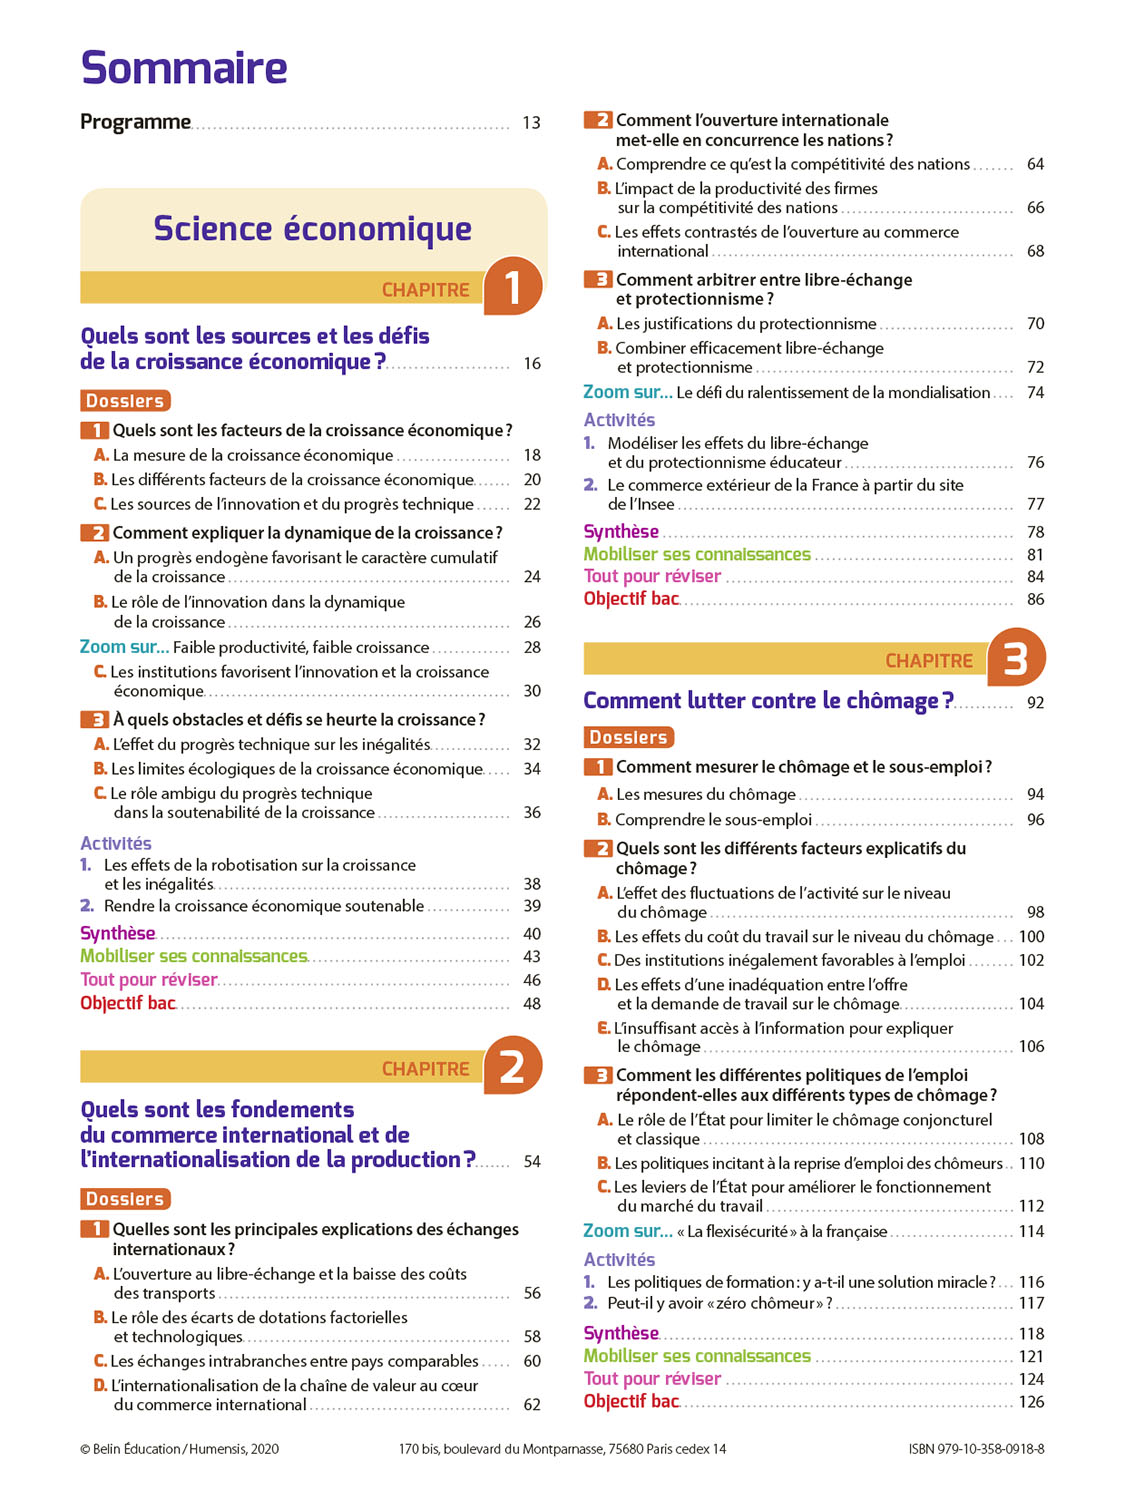 Sommaire
Programme 13
Science économique
CHAPITRE 1
Quels sont les sources et les défis
de la croissance économique ? 16
Dossiers
1 Quels sont les facteurs de la croissance économique ?
A. La mesure de la croissance économique 18
B. Les différents facteurs de la croissance économique 20
C. Les sources de l'innovation et du progrès technique 22
2 Comment expliquer la dynamique de la croissance ?
A. Un progrès endogène favorisant le caractère cumulatif
de la croissance 24
B. Le rôle de l'innovation dans la dynamique
de la croissance 26
Zoom sur... Faible productivité, faible croissance 28
C. Les institutions favorisent l'innovation et la croissance
économique 30
3 À quels obstacles et défis se heurte la croissance ?
A. L'effet du progrès technique sur les inégalités 32
B. Les limites écologiques de la croissance économique 34
C. Le rôle ambigu du progrès technique
dans la soutenabilité de la croissance 36
Activités
1. Les effets de la robotisation sur la croissance
et les inégalités 38
2. Rendre la croissance économique soutenable 39
Synthèse 40
Mobiliser ses connaissances 43
Tout pour réviser 46
Objectif bac 48
CHAPITRE 2
Quels sont les fondements
du commerce international et de
l'internationalisation de la production ? 54
Dossiers
1 Quelles sont les principales explications des échanges
internationaux ?
A. L'ouverture au libre-échange et la baisse des coûts
des transports 56
B. Le rôle des écarts de dotations factorielles
et technologiques 58
C. Les échanges intrabranches entre pays comparables 60
D. L'internationalisation de la chaîne de valeur au cœur
du commerce international 62
2 Comment l'ouverture internationale
met-elle en concurrence les nations ?
A. Comprendre ce qu'est la compétitivité des nations 64
B. L'impact de la productivité des firmes
sur la compétitivité des nations 66
C. Les effets contrastés de l'ouverture au commerce
international 68
3 Comment arbitrer entre libre-échange
et protectionnisme ?
A. Les justifications du protectionnisme 70
B. Combiner efficacement libre-échange
et protectionnisme 72
Zoom sur... Le défi du ralentissement de la mondialisation 74
Activités
1. Modéliser les effets du libre-échange
et du protectionnisme éducateur 76
2. Le commerce extérieur de la France à partir du site
de l'Insee 77
Synthèse 78
Mobiliser ses connaissances 81
Tout pour réviser 84
Objectif bac 86
CHAPITRE 3
Comment lutter contre le chômage ? 92
Dossiers
1 Comment mesurer le chômage et le sous-emploi ?
A. Les mesures du chômage 94
B. Comprendre le sous-emploi 96
2 Quels sont les différents facteurs explicatifs du
chômage ?
A. L'effet des fluctuations de l'activité sur le niveau
du chômage 98
B. Les effets du coût du travail sur le niveau du chômage 100
C. Des institutions inégalement favorables à l'emploi 102
D. Les effets d'une inadéquation entre l'offre
et la demande de travail sur le chômage 104
E. L'insuffisant accès à l'information pour expliquer
le chômage 106
3 Comment les différentes politiques de l'emploi
répondent-elles aux différents types de chômage ?
A. Le rôle de l'État pour limiter le chômage conjoncturel
et classique 108
B. Les politiques incitant à la reprise d'emploi des chômeurs 110
C. Les leviers de l'État pour améliorer le fonctionnement
du marché du travail 112
Zoom sur... « La flexisécurité » à la française 114
Activités
1. Les politiques de formation : y a-t-il une solution miracle ? 116
2. Peut-il y avoir « zéro chômeur » ? 117
Synthèse 118
Mobiliser ses connaissances 121
Tout pour réviser 124
Objectif bac 126
© Belin Éducation / Humensis, 2020 170 bis, boulevard du Montparnasse, 75680 Paris cedex 14 ISBN 979-10-358-0918-8